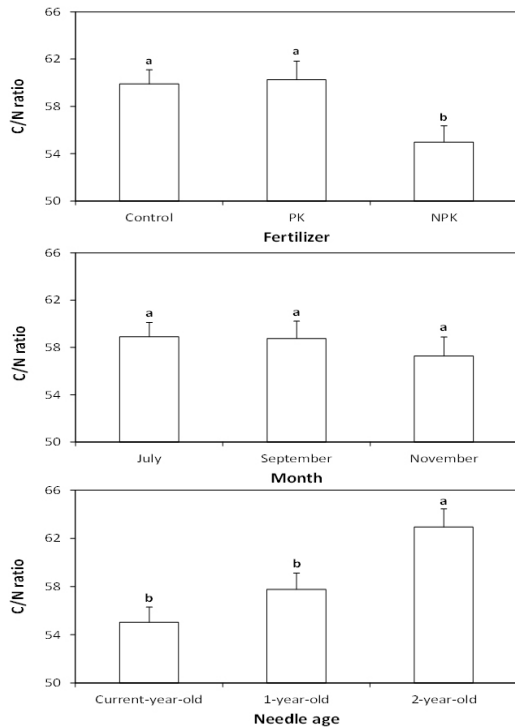 66
62
58
54
50
C/N ratio
a
a
b
Control PK NPK
Fertilizer
66
62
58
54
50
C/N ratio
a
a
a
July September November
Month
66
62
58
54
50
C/N ratio
b
b
a
Current-year-old 1-year-old 2-year-old
Needle age